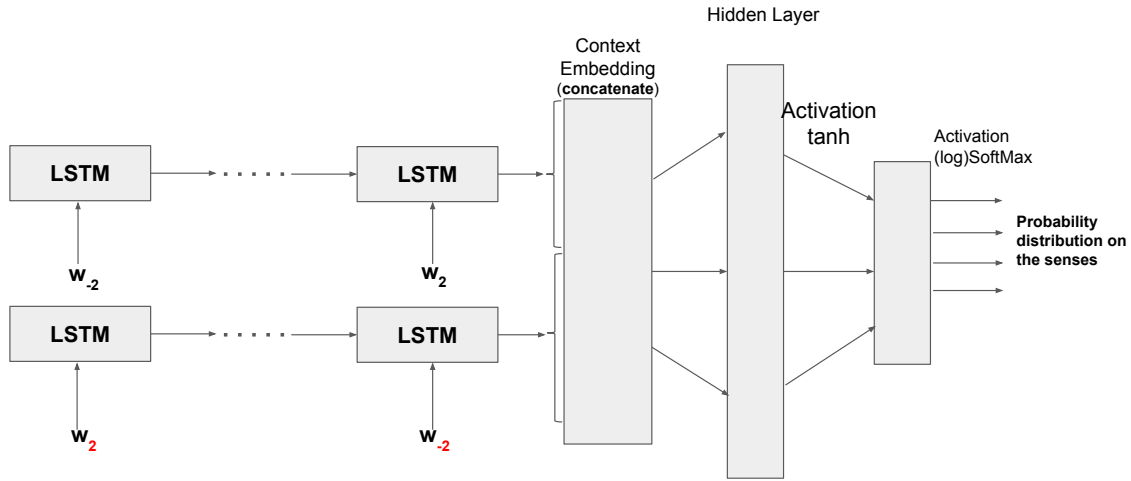 Hidden Layer
Context
Embedding
(concatenate)
Activation
tanh
Activation
(log)SoftMax
LSTM
. . . . .
LSTM
Probability
distribution on
the senses
w-2
w2
LSTM
. . . . .
LSTM
w2
w-2